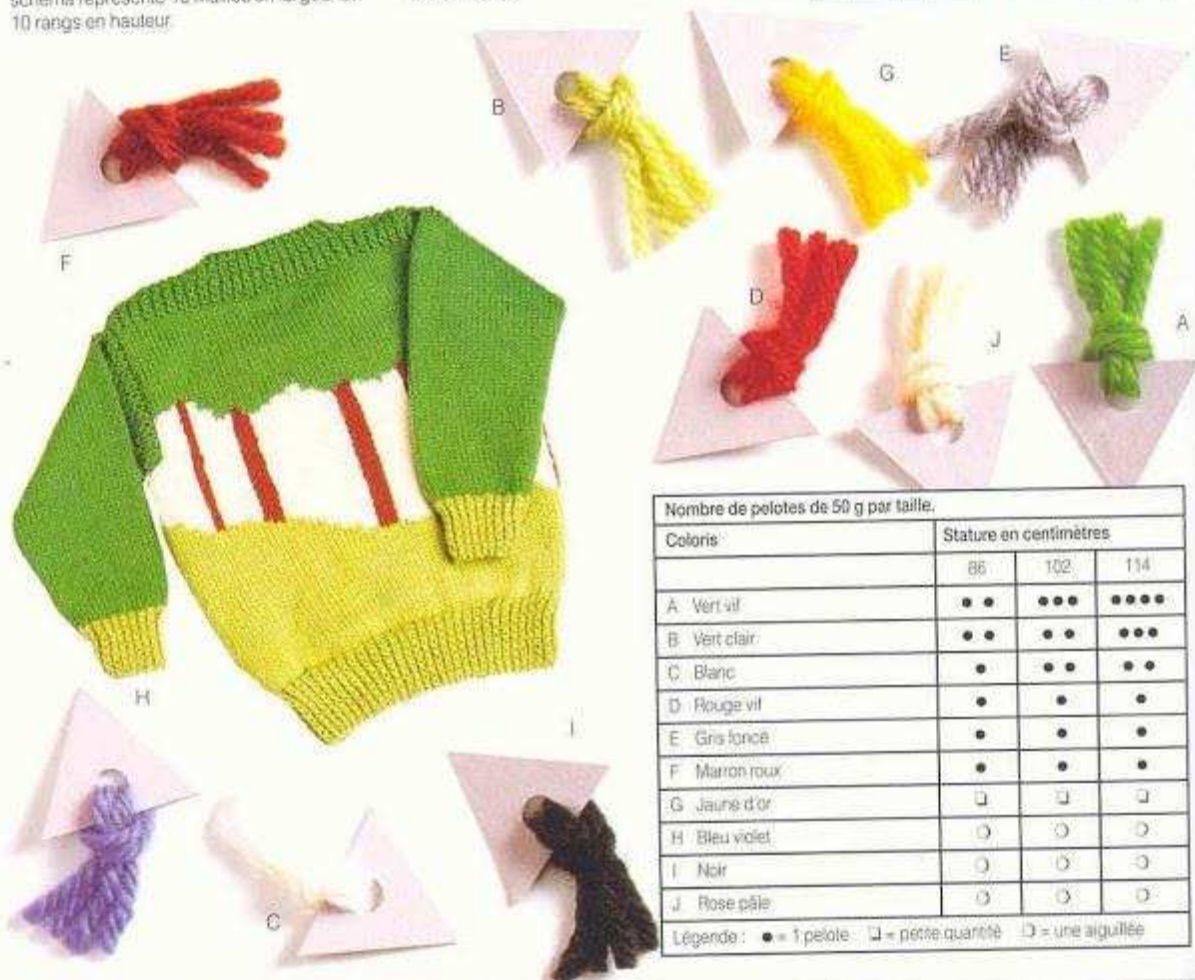 10 rangs en hauteur.
B
G
E
F
D
J
A
H
I
C
Nombre de pelotes de 50 g par taille.
Coloris Stature en centimètres
86 102 114
A Vert vif ●● ●●● ●●●●
B Vert clair ●● ●● ●●●
C Blanc ● ●● ●●
D Rouge vif ● ● ●
E Gris foncé ● ● ●
F Marron roux ● ● ●
G Jaune d'or ❑ ❑ ❑
H Bleu violet ❍ ❍ ❍
I Noir ❍ ❍ ❍
J Rose pâle ❍ ❍ ❍
Légende : ● = 1 pelote ❑ = petite quantité ❍ = une aiguillée